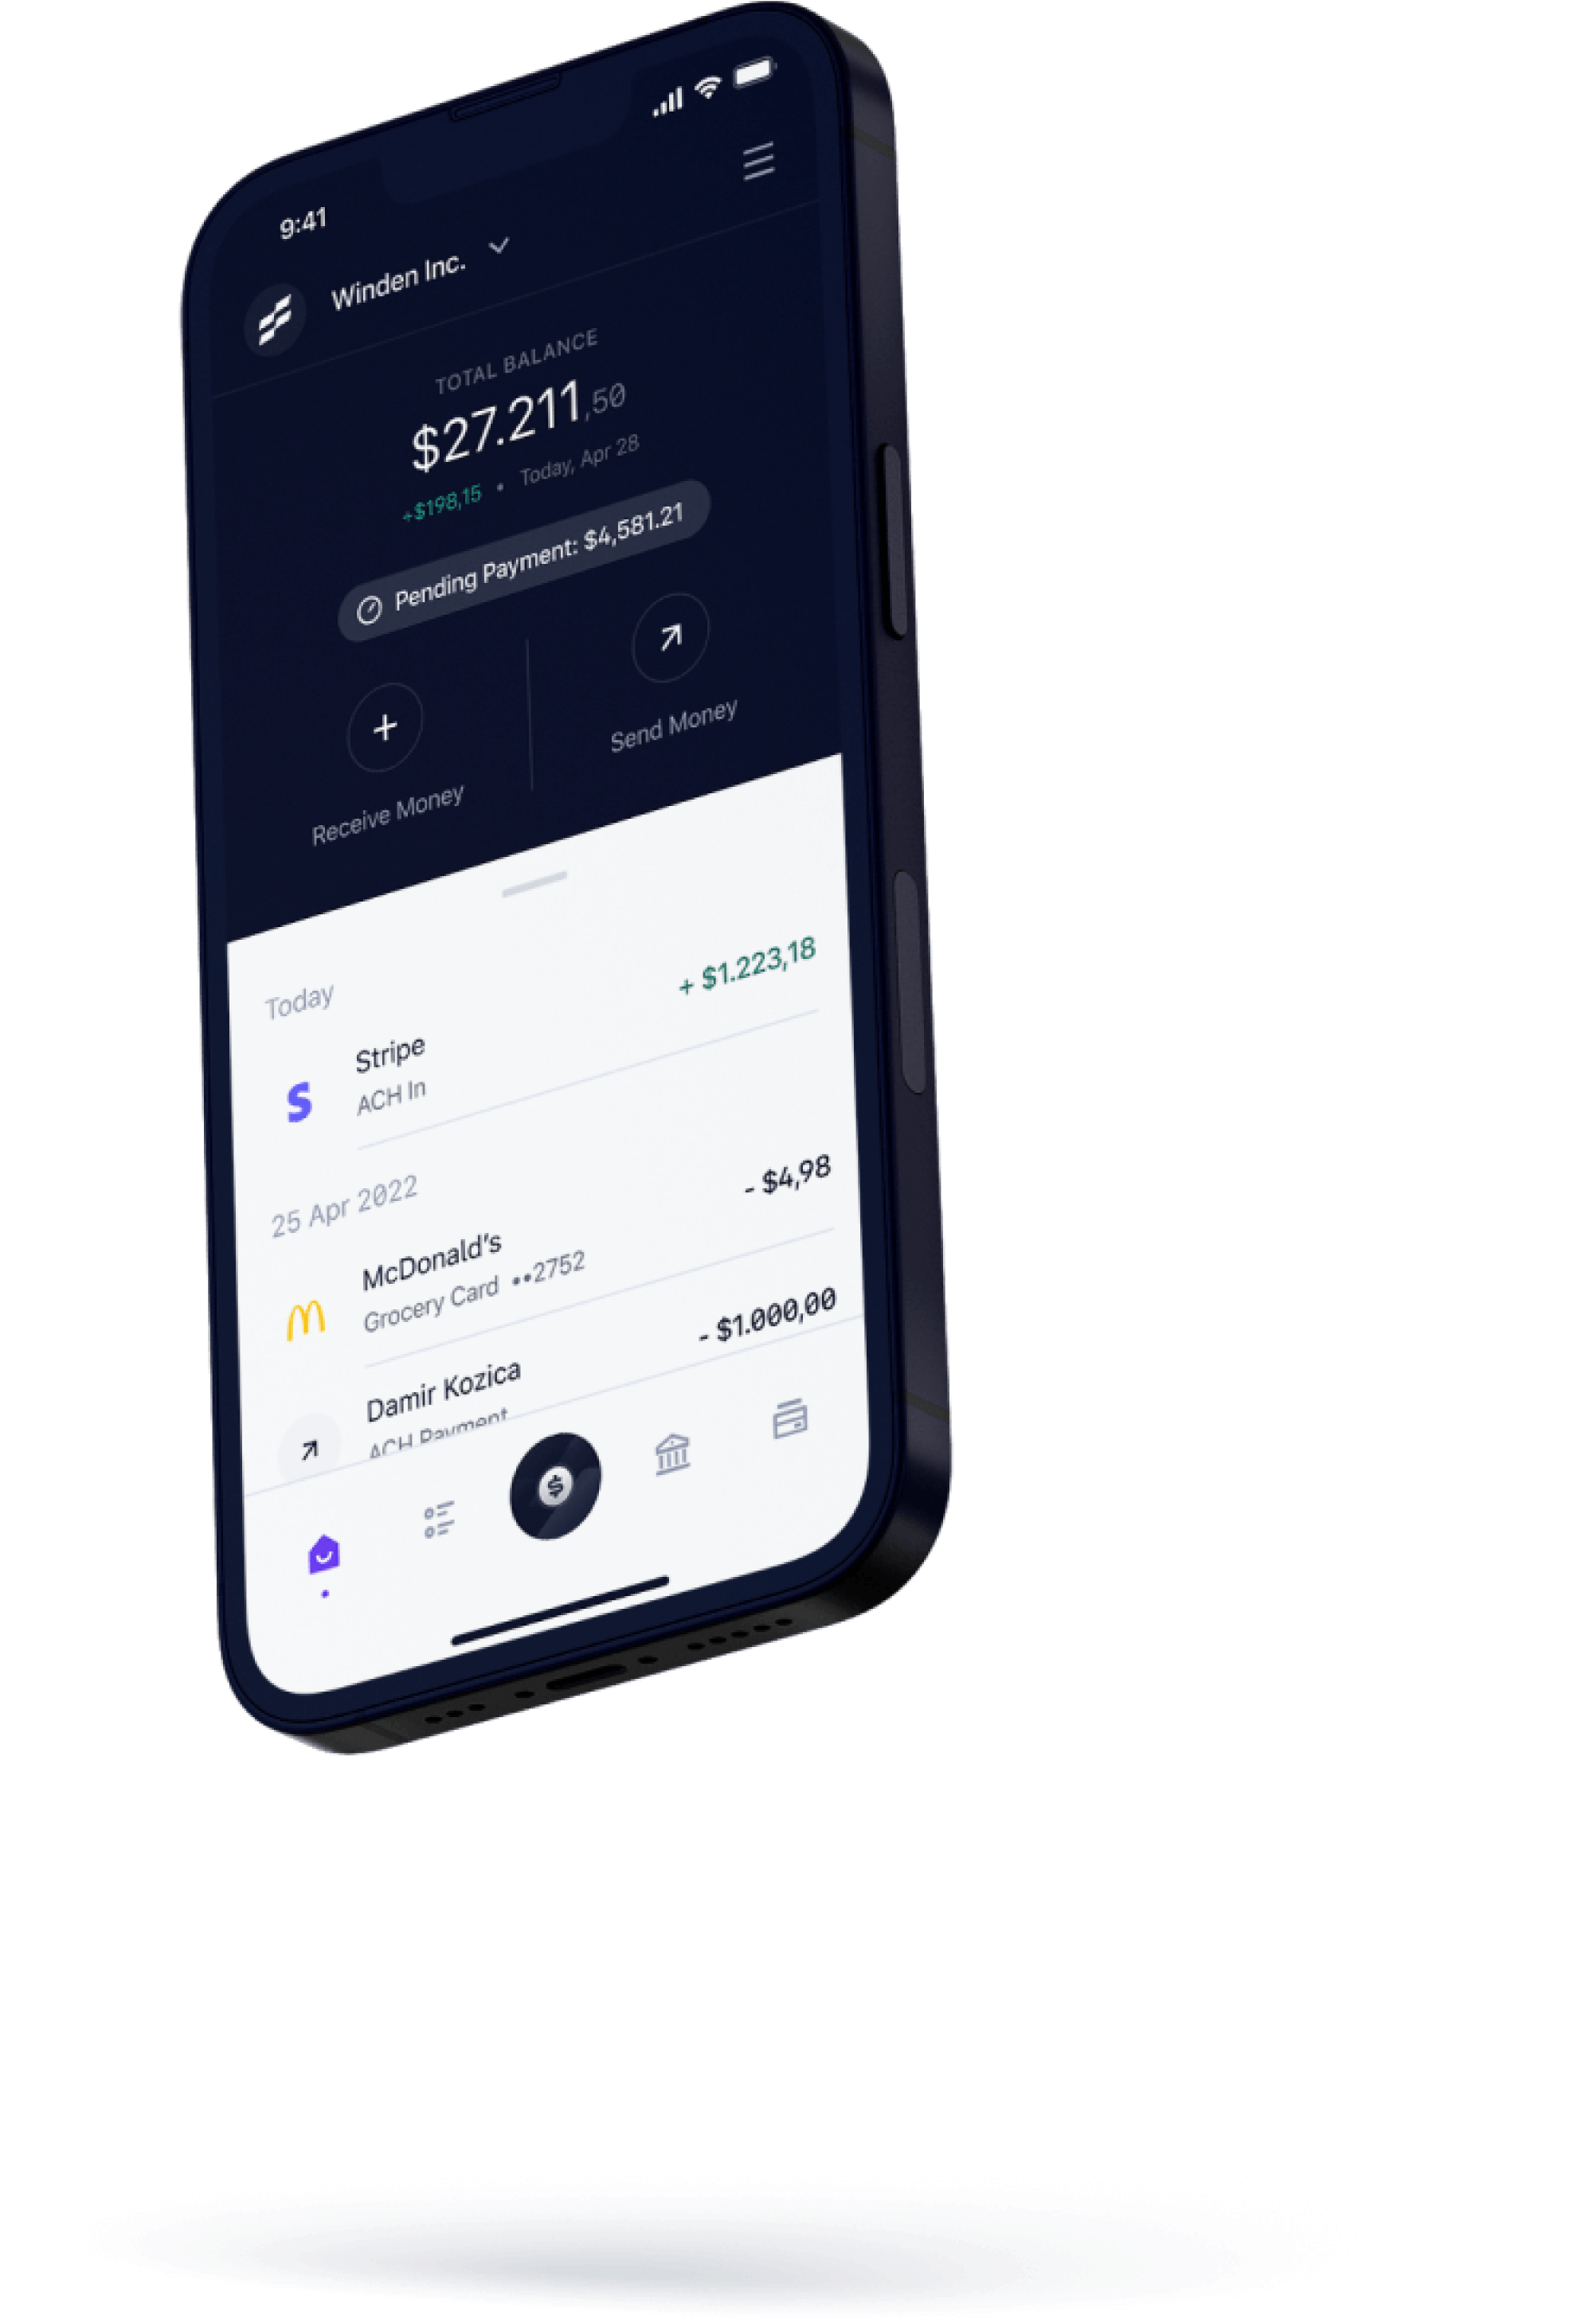 9:41
Winden Inc.
TOTAL BALANCE
$27.211,50
+$198,15 • Today, Apr 28
Pending Payment: $4,581.21
Receive Money
Send Money
Today
Stripe
ACH In
+ $1.223,18
25 Apr 2022
McDonald's
Grocery Card ••2752
- $4,98
Damir Kozica
ACH Payment
- $1.000,00